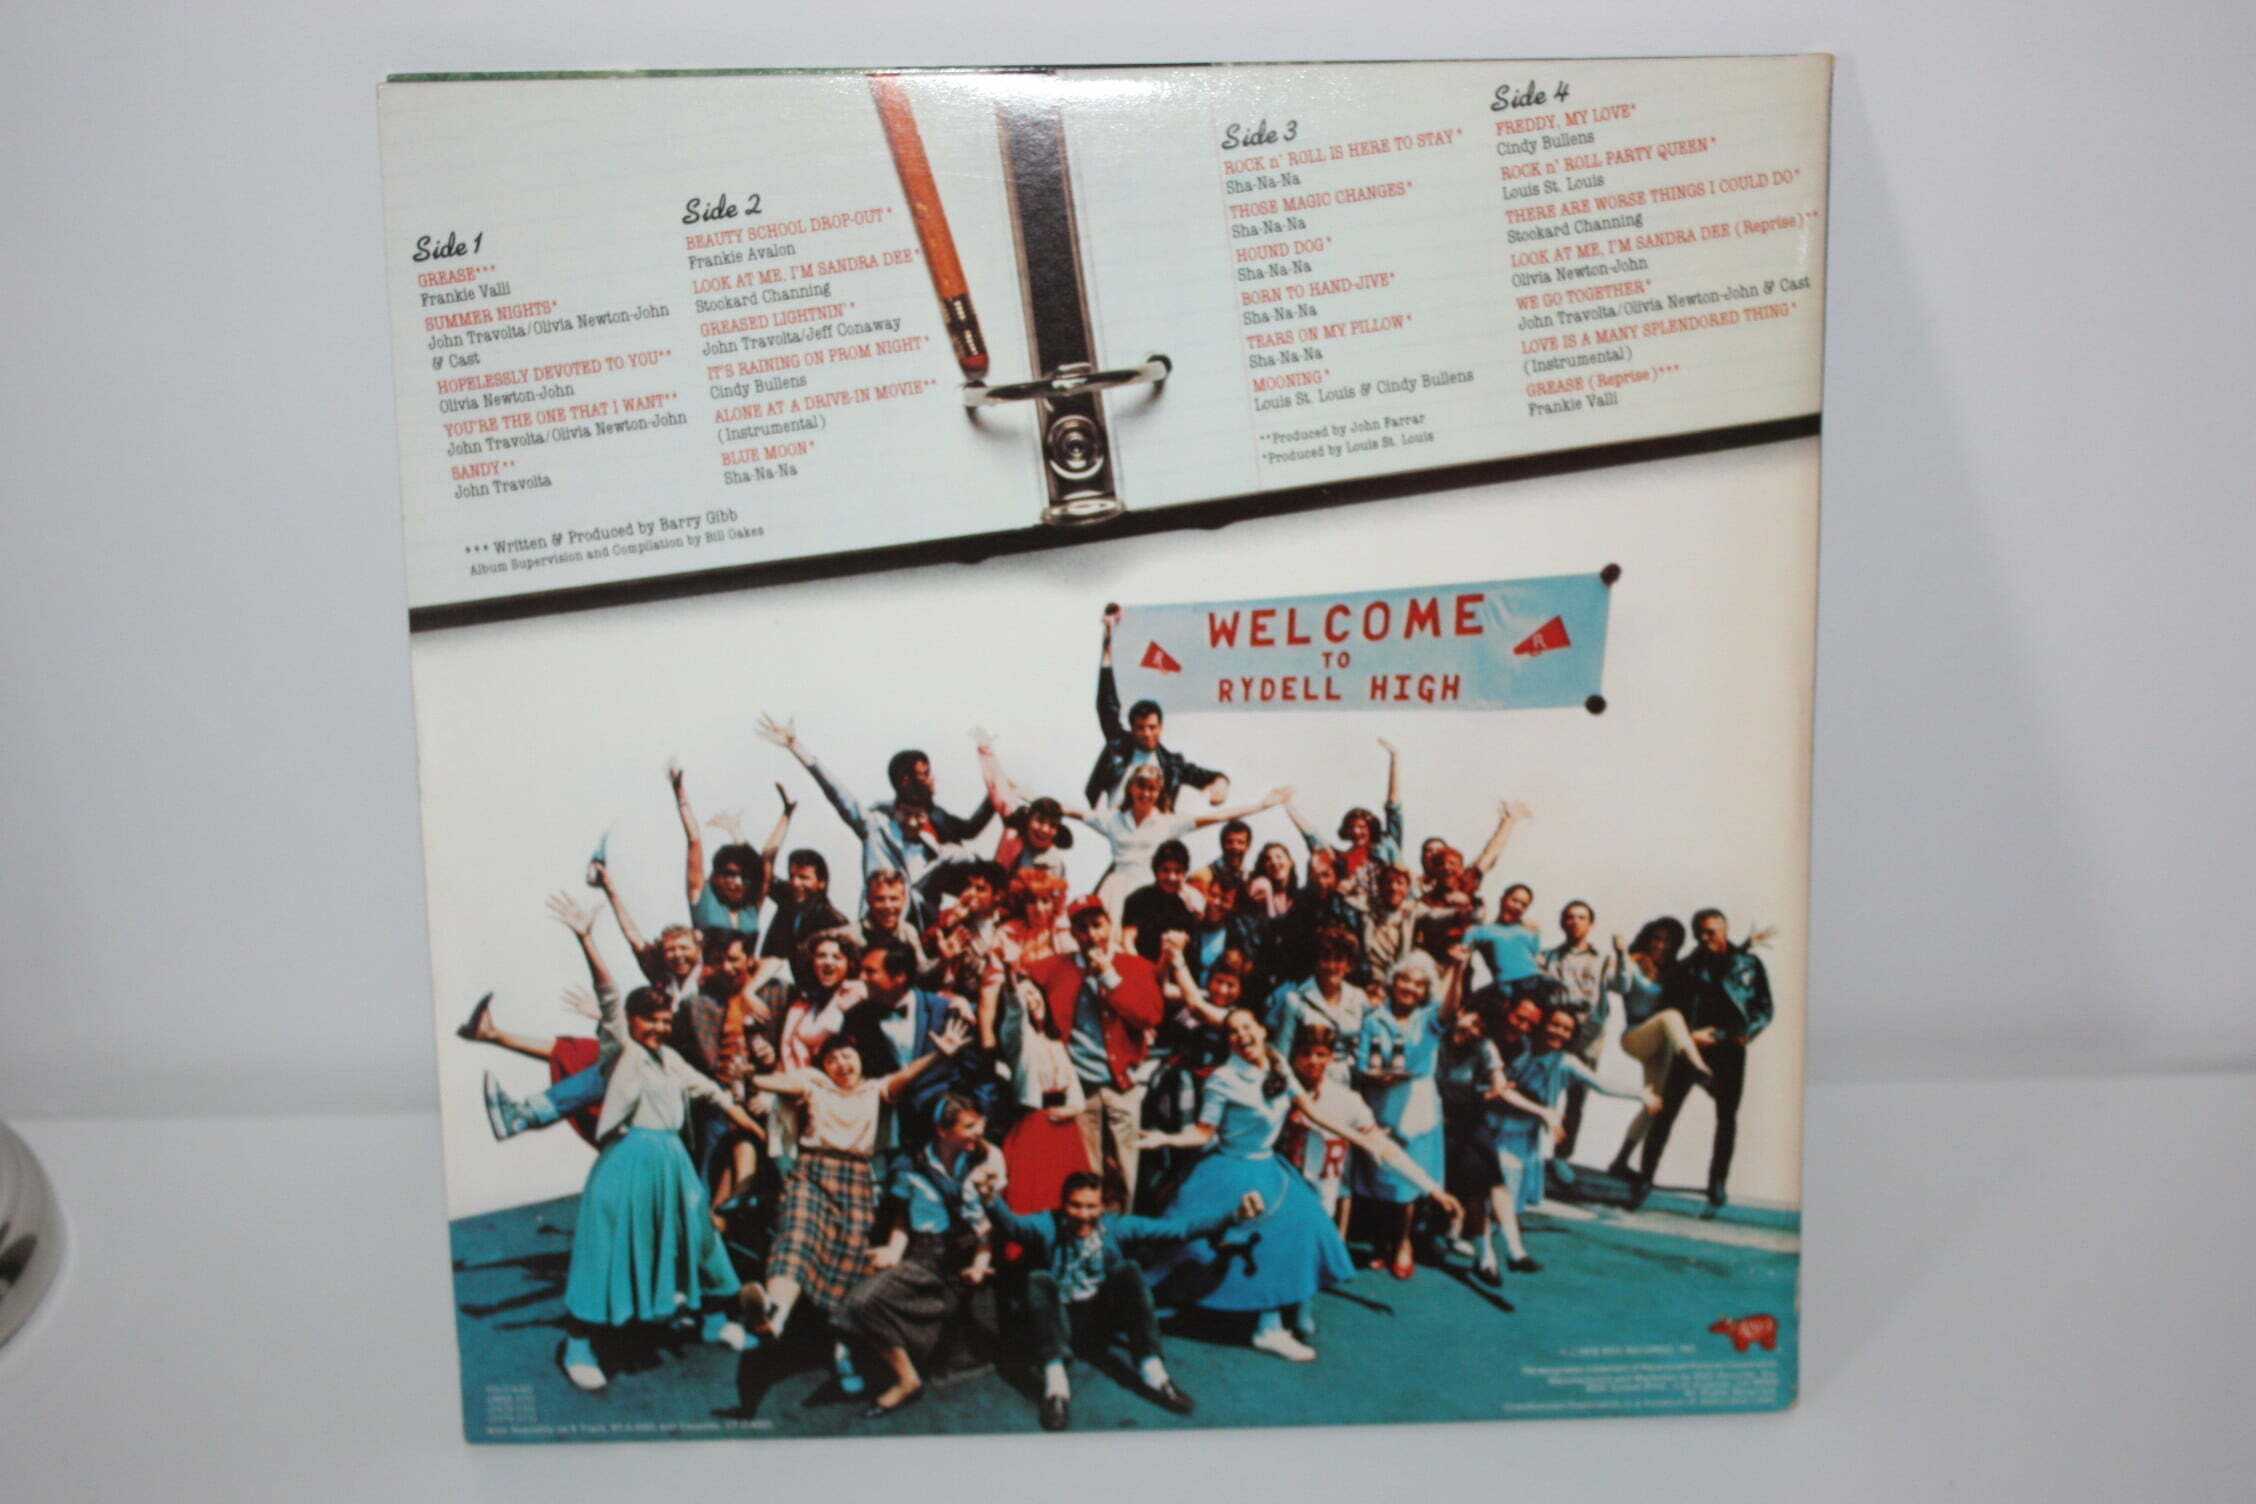 Side 1
GREASE***
Frankie Valli
SUMMER NIGHTS*
John Travolta/Olivia Newton-John
& Cast
HOPELESSLY DEVOTED TO YOU**
Olivia Newton-John
YOU'RE THE ONE THAT I WANT**
John Travolta/Olivia Newton-John
SANDY**
John Travolta
*** Written & Produced by Barry Gibb
Album Supervision and Compilation by Bill Oakes
Side 2
BEAUTY SCHOOL DROP-OUT*
Frankie Avalon
LOOK AT ME, I'M SANDRA DEE*
Stockard Channing
GREASED LIGHTNIN'*
John Travolta/Jeff Conaway
IT'S RAINING ON PROM NIGHT*
Cindy Bullens
ALONE AT A DRIVE-IN MOVIE**
(Instrumental)
BLUE MOON*
Sha-Na-Na
Side 3
ROCK n' ROLL IS HERE TO STAY*
Sha-Na-Na
THOSE MAGIC CHANGES*
Sha-Na-Na
HOUND DOG*
Sha-Na-Na
BORN TO HAND-JIVE*
Sha-Na-Na
TEARS ON MY PILLOW*
Sha-Na-Na
MOONING*
Louis St. Louis & Cindy Bullens
**Produced by John Farrar
*Produced by Louis St. Louis
Side 4
FREDDY, MY LOVE*
Cindy Bullens
ROCK n' ROLL PARTY QUEEN*
Louis St. Louis
THERE ARE WORSE THINGS I COULD DO*
Stockard Channing
LOOK AT ME, I'M SANDRA DEE (Reprise)**
Olivia Newton-John
WE GO TOGETHER*
John Travolta/Olivia Newton-John & Cast
LOVE IS A MANY SPLENDORED THING*
(Instrumental)
GREASE (Reprise)***
Frankie Valli
WELCOME
TO
RYDELL HIGH
R
R
R
RSO